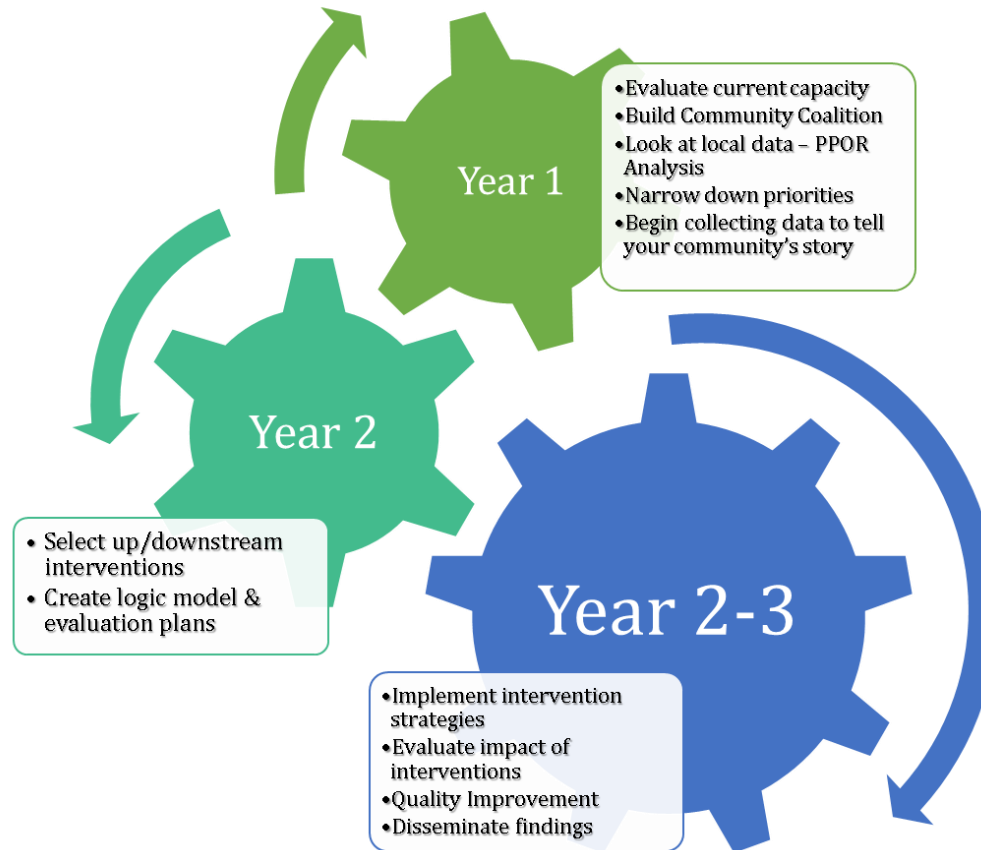 Year 1
•Evaluate current capacity
•Build Community Coalition
•Look at local data – PPOR
Analysis
•Narrow down priorities
•Begin collecting data to tell
your community’s story
Year 2
• Select up/downstream
interventions
• Create logic model &
evaluation plans
Year 2-3
•Implement intervention
strategies
•Evaluate impact of
interventions
•Quality Improvement
•Disseminate findings